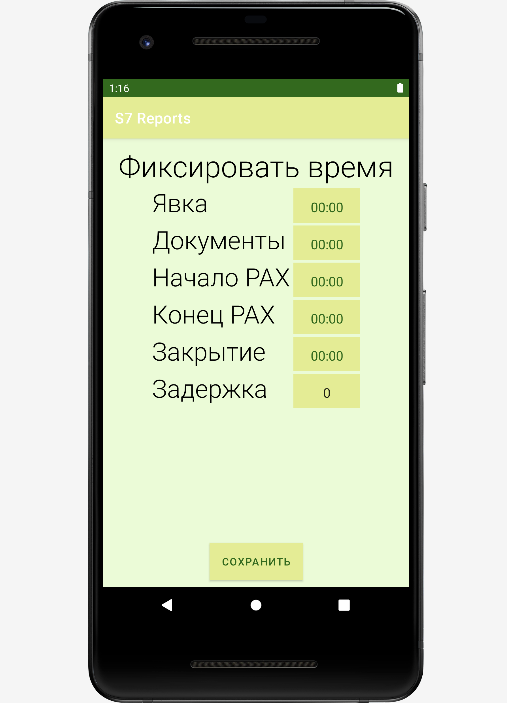 1:16
S7 Reports
Фиксировать время
Явка 00:00
Документы 00:00
Начало PAX 00:00
Конец PAX 00:00
Закрытие 00:00
Задержка 0
СОХРАНИТЬ